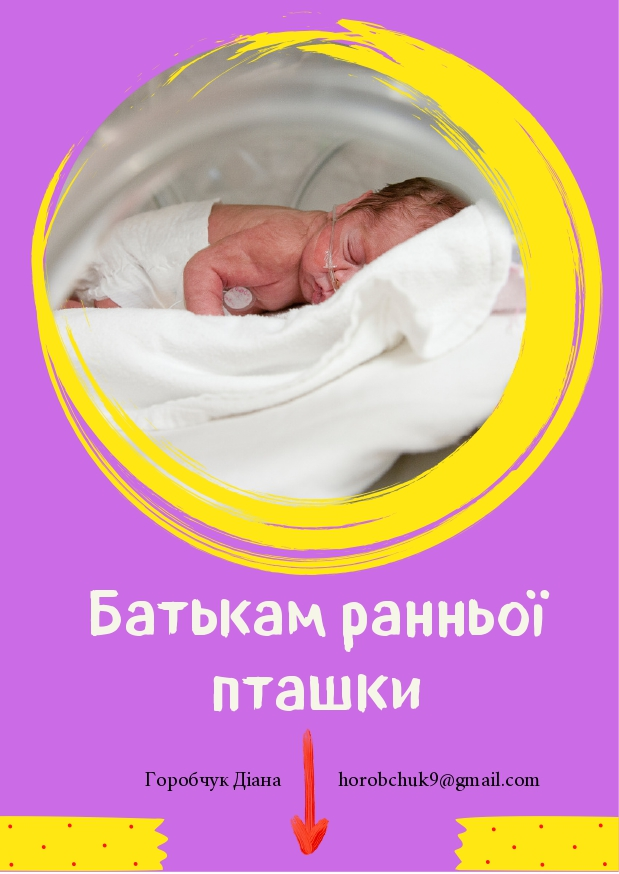 Батькам ранньої
пташки
Горобчук Діана horobchuk9@gmail.com